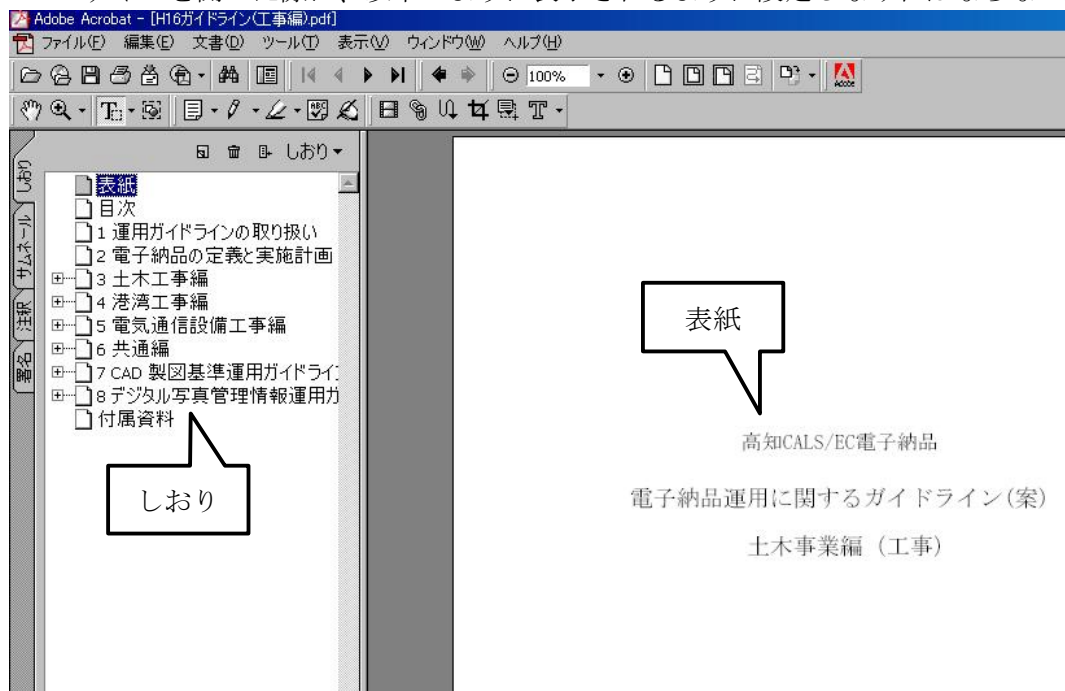 Adobe Acrobat - [H16ガイドライン(工事編).pdf]
ファイル(F) 編集(E) 文書(D) ツール(T) 表示(V) ウィンドウ(W) ヘルプ(H)
100%
Adobe
しおり
しおり
サムネール
注釈
署名
表紙
目次
1 運用ガイドラインの取り扱い
2 電子納品の定義と実施計画
3 土木工事編
4 港湾工事編
5 電気通信設備工事編
6 共通編
7 CAD 製図基準運用ガイドライ
8 デジタル写真管理情報運用ガ
付属資料
しおり
表紙
高知CALS/EC電子納品
電子納品運用に関するガイドライン(案)
土木事業編（工事）